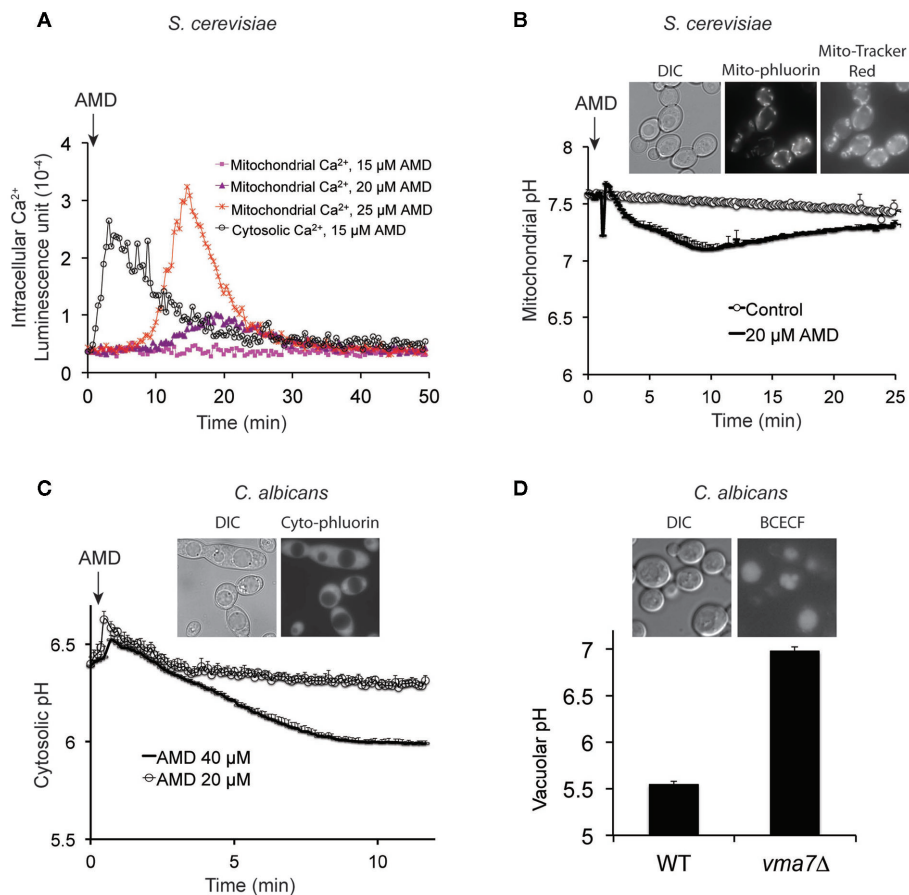 A
S. cerevisiae
AMD
Intracellular Ca²⁺
Luminescence unit (10⁻⁴)
4
3
2
1
0
Mitochondrial Ca²⁺, 15 µM AMD
Mitochondrial Ca²⁺, 20 µM AMD
Mitochondrial Ca²⁺, 25 µM AMD
Cytosolic Ca²⁺, 15 µM AMD
0 10 20 30 40 50
Time (min)
B
S. cerevisiae
DIC
Mito-phluorin
Mito-Tracker
Red
AMD
Mitochondrial pH
8
7.5
7
6.5
6
Control
20 µM AMD
0 5 10 15 20 25
Time (min)
C
C. albicans
DIC
Cyto-phluorin
AMD
Cytosolic pH
6.5
6
5.5
AMD 40 µM
AMD 20 µM
0 5 10
Time (min)
D
C. albicans
DIC
BCECF
Vacuolar pH
7
6.5
6
5.5
5
WT
vma7Δ